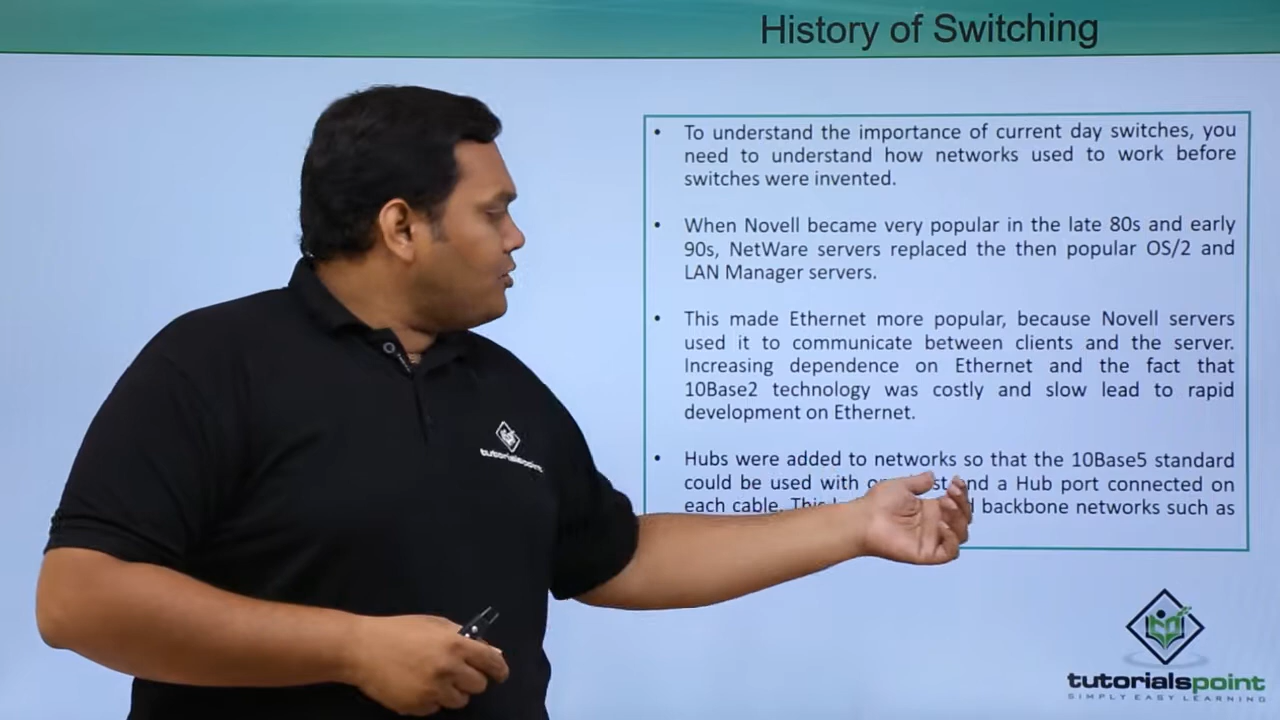 History of Switching
• To understand the importance of current day switches, you
need to understand how networks used to work before
switches were invented.
• When Novell became very popular in the late 80s and early
90s, NetWare servers replaced the then popular OS/2 and
LAN Manager servers.
• This made Ethernet more popular, because Novell servers
used it to communicate between clients and the server.
Increasing dependence on Ethernet and the fact that
10Base2 technology was costly and slow lead to rapid
development on Ethernet.
• Hubs were added to networks so that the 10Base5 standard
could be used with and a Hub port connected on
each cable. This backbone networks such as
tutorialspoint
tutorialspoint
SIMPLY EASY LEARNING